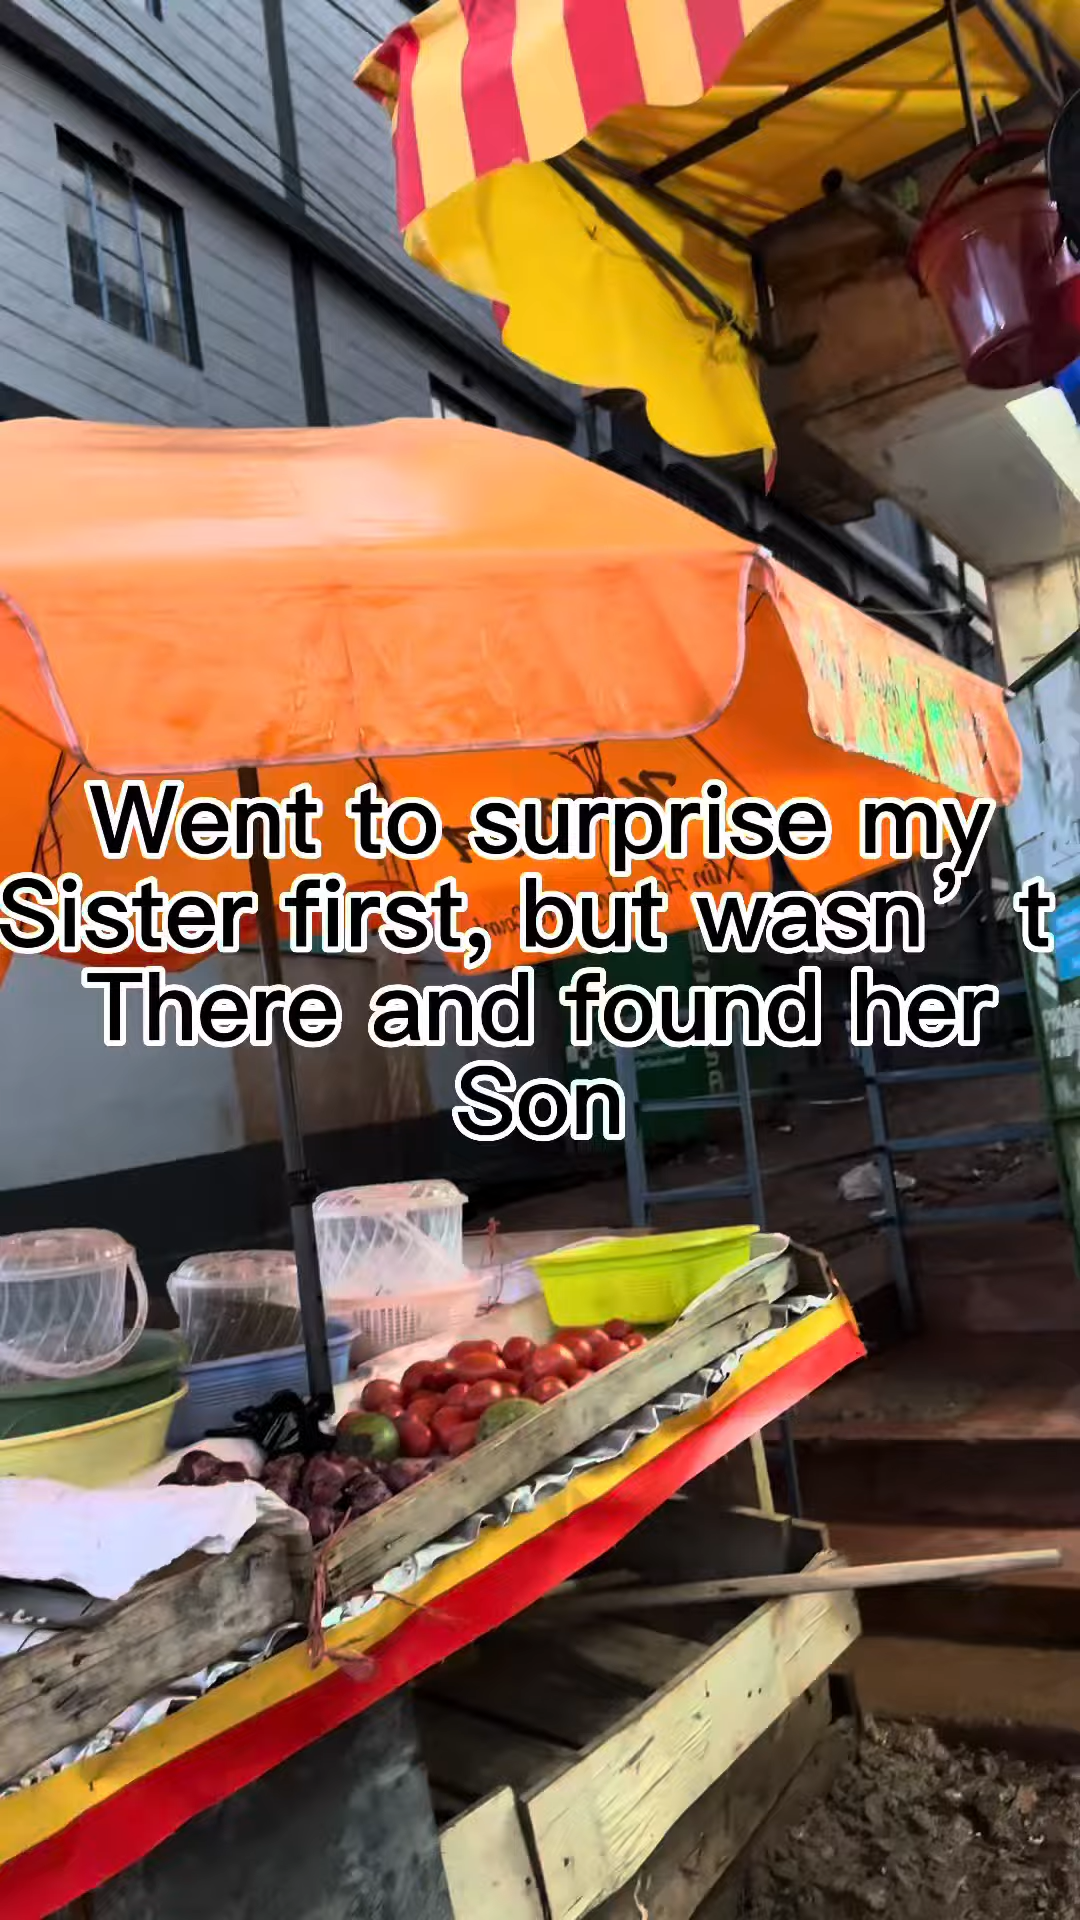 Went to surprise my
Sister first, but wasn’t
There and found her
Son